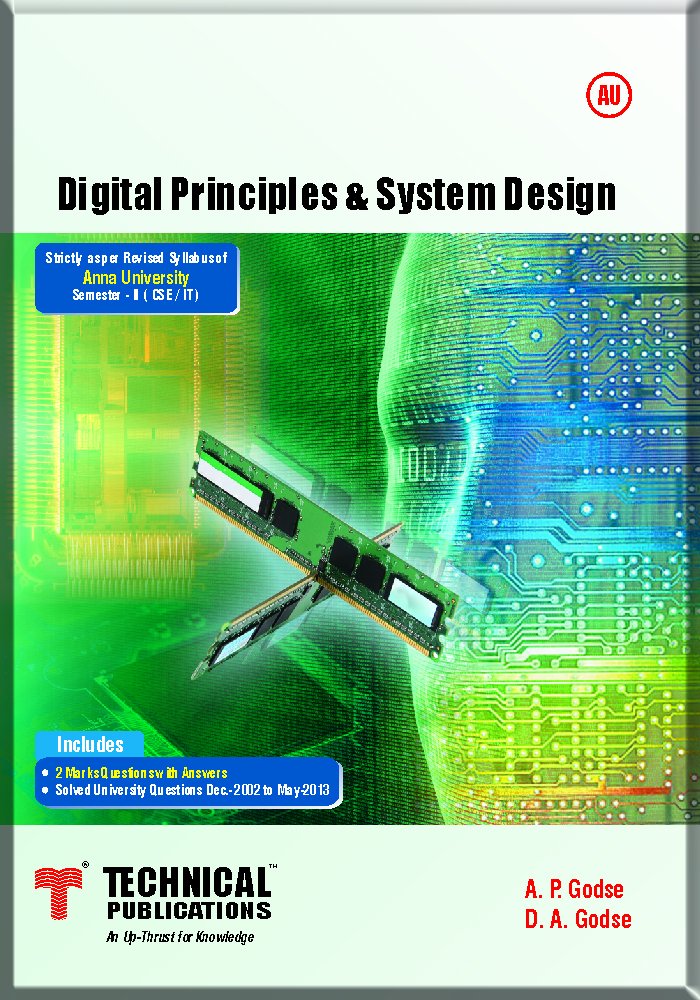 AU
Digital Principles & System Design
Strictly as per Revised Syllabus of
Anna University
Semester - II ( CSE / IT )
Includes
• 2 Marks Questions with Answers
• Solved University Questions Dec.-2002 to May-2013
®
TECHNICAL™
PUBLICATIONS
An Up-Thrust for Knowledge
A. P. Godse
D. A. Godse